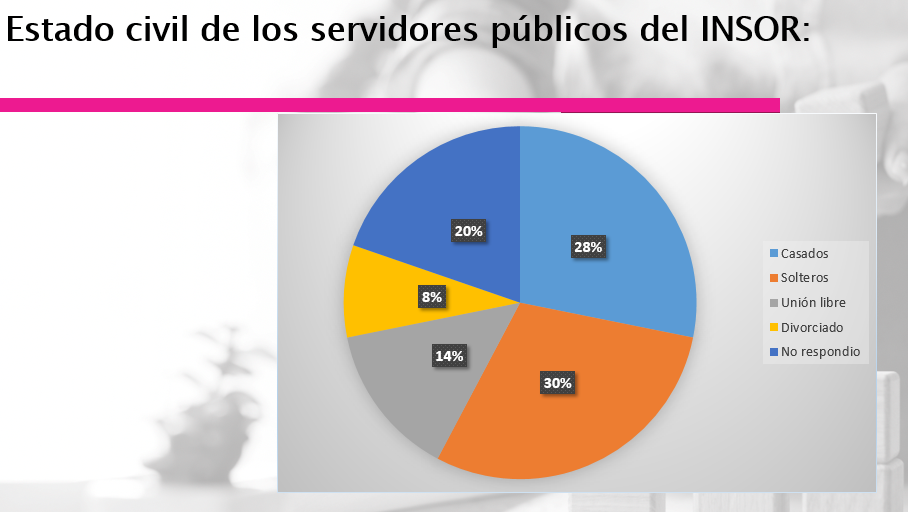 Estado civil de los servidores públicos del INSOR:
20%
28%
8%
14%
30%
Casados
Solteros
Unión libre
Divorciado
No respondio